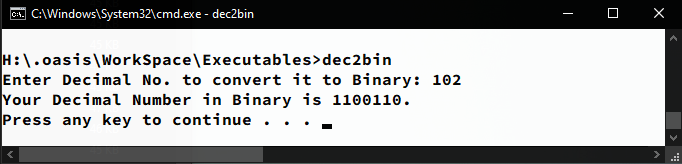 C:\Windows\System32\cmd.exe - dec2bin
H:\.oasis\WorkSpace\Executables>dec2bin
Enter Decimal No. to convert it to Binary: 102
Your Decimal Number in Binary is 1100110.
Press any key to continue . . .